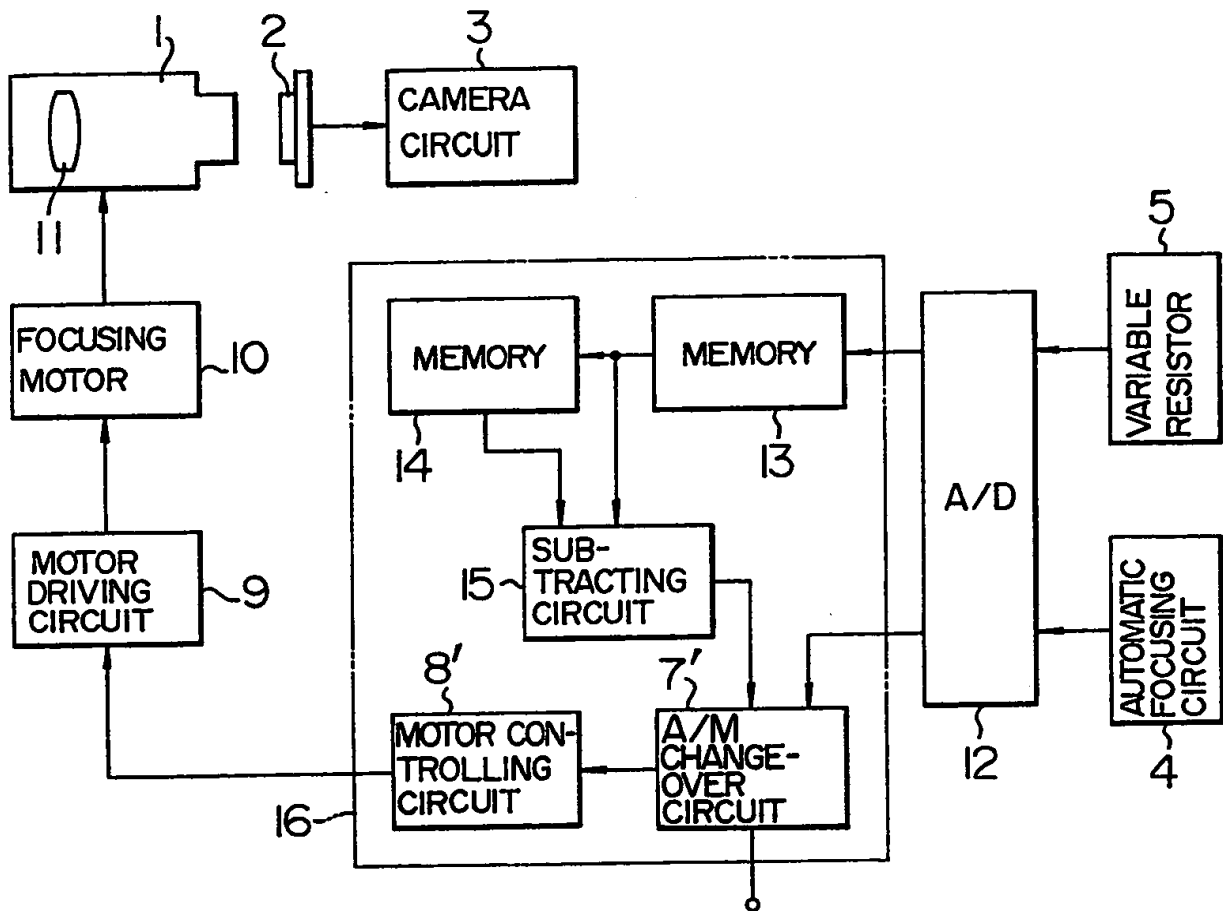 1
2
3
CAMERA
CIRCUIT
11
5
VARIABLE
RESISTOR
FOCUSING
MOTOR
10
MEMORY
14
MEMORY
13
A/D
12
MOTOR
DRIVING
CIRCUIT
9
SUB-
TRACTING
CIRCUIT
15
AUTOMATIC
FOCUSING
CIRCUIT
4
8'
MOTOR CON-
TROLLING
CIRCUIT
7'
A/M
CHANGE-
OVER
CIRCUIT
16